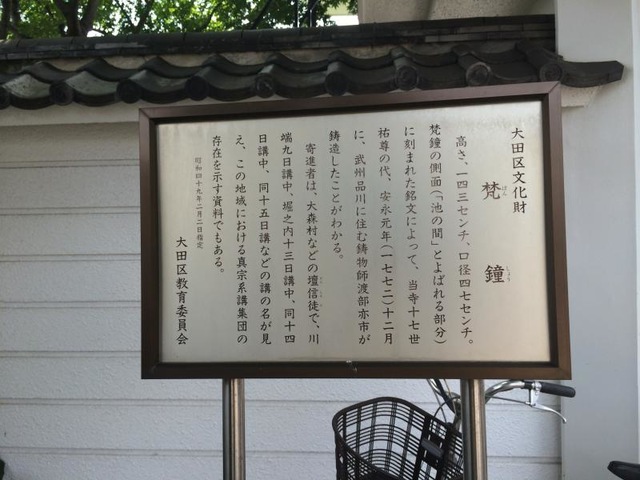 大田区文化財
梵鐘
ぼん しょう
高さ、一四三センチ、口径四七センチ。
梵鐘の側面（「池の間」とよばれる部分）
に刻まれた銘文によって、当寺十七世
祐尊の代、安永元年（一七七二）十二月
に、武州品川に住む鋳物師渡部亦市が
鋳造したことがわかる。
寄進者は、大森村などの壇信徒で、川
端九日講中、堀之内十三日講中、同十四
日講中、同十五日講などの講の名が見
え、この地域における真宗系講集団の
存在を示す資料でもある。
昭和四十九年二月二日指定
大田区教育委員会